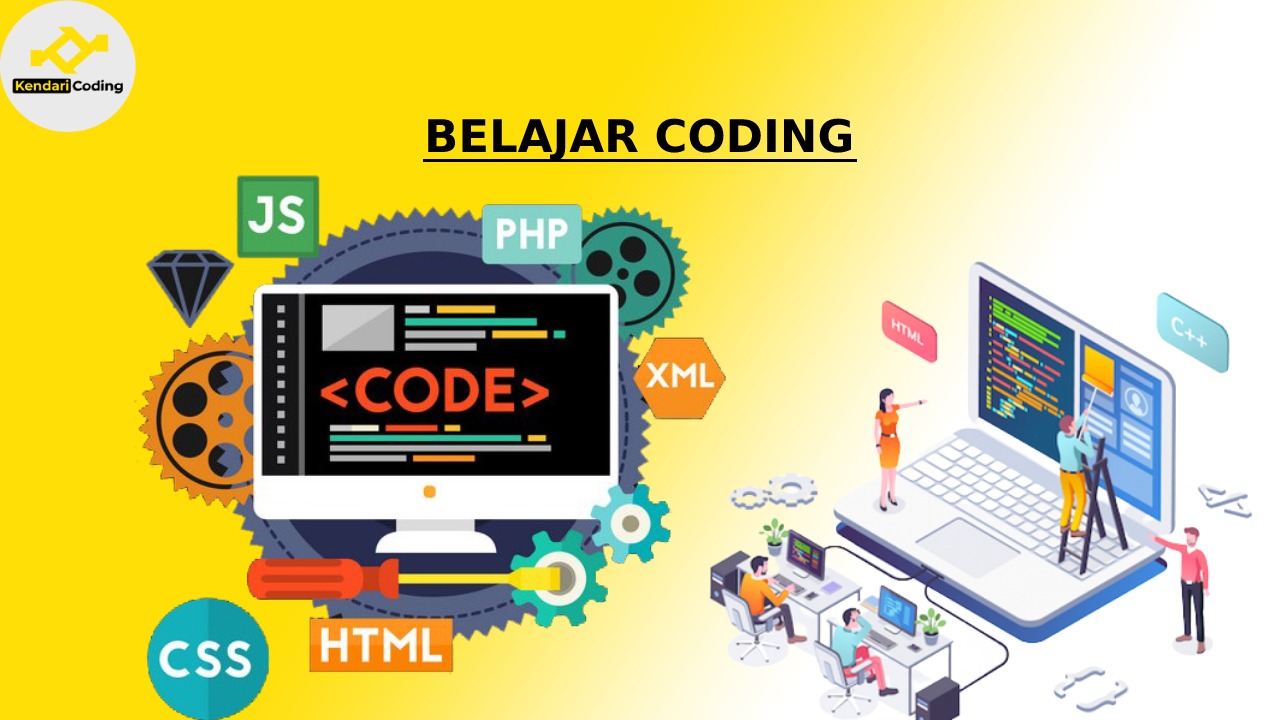 Kendari Coding
BELAJAR CODING
JS
PHP
HTML
C++
XML
<CODE>
CSS
HTML